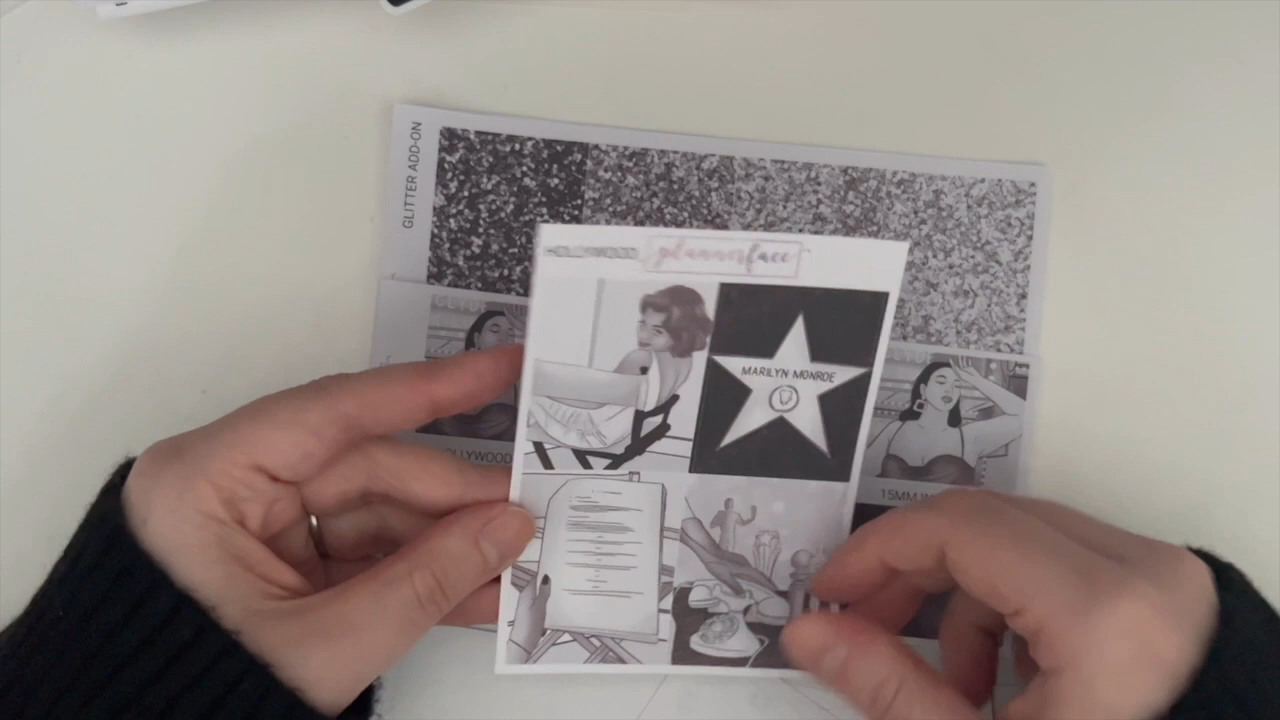 GLITTER ADD-ON
HOLLYWOOD plannerface
MARILYN MONROE
OLLYWOOD
15MM